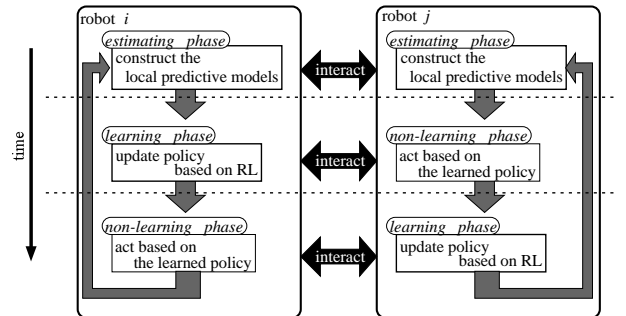 robot i
estimating phase
construct the
local predictive models
learning phase
update policy
based on RL
non-learning phase
act based on
the learned policy
interact
interact
interact
robot j
estimating phase
construct the
local predictive models
non-learning phase
act based on
the learned policy
learning phase
update policy
based on RL
time